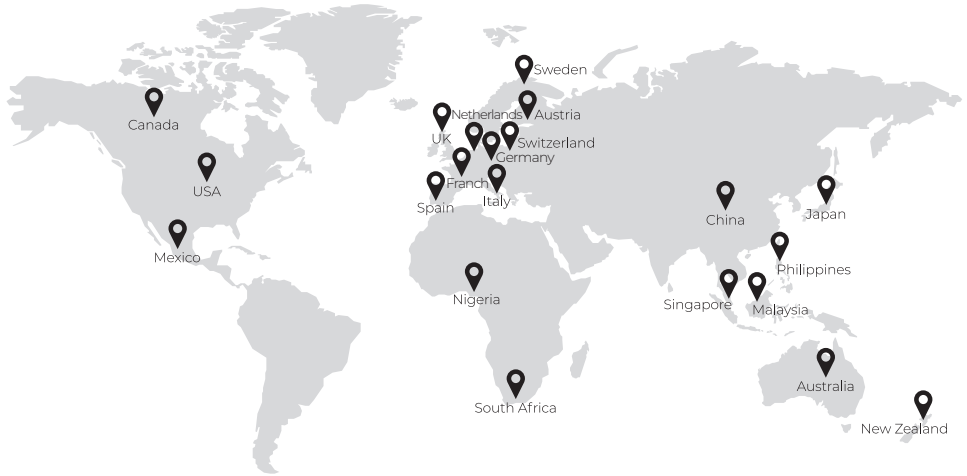 Sweden
Canada
Netherlands
Austria
UK
Switzerland
Germany
USA
Franch
Italy
Spain
China
Japan
Mexico
Philippines
Nigeria
Singapore
Malaysia
Australia
South Africa
New Zealand